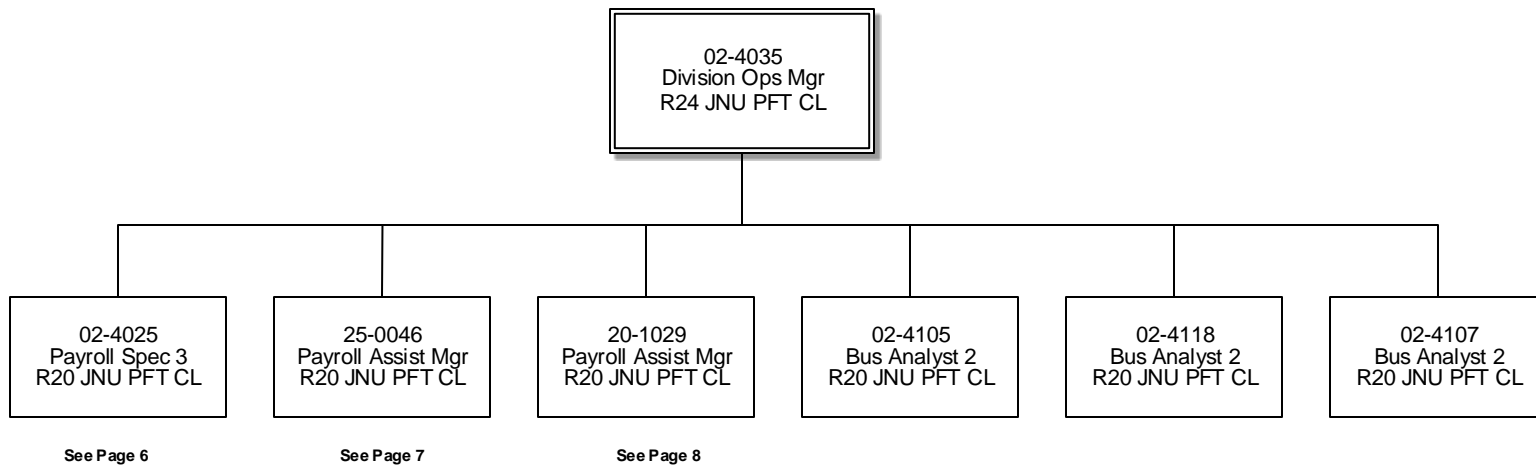 02-4035
Division Ops Mgr
R24 JNU PFT CL
02-4025
Payroll Spec 3
R20 JNU PFT CL
25-0046
Payroll Assist Mgr
R20 JNU PFT CL
20-1029
Payroll Assist Mgr
R20 JNU PFT CL
02-4105
Bus Analyst 2
R20 JNU PFT CL
02-4118
Bus Analyst 2
R20 JNU PFT CL
02-4107
Bus Analyst 2
R20 JNU PFT CL
See Page 6
See Page 7
See Page 8